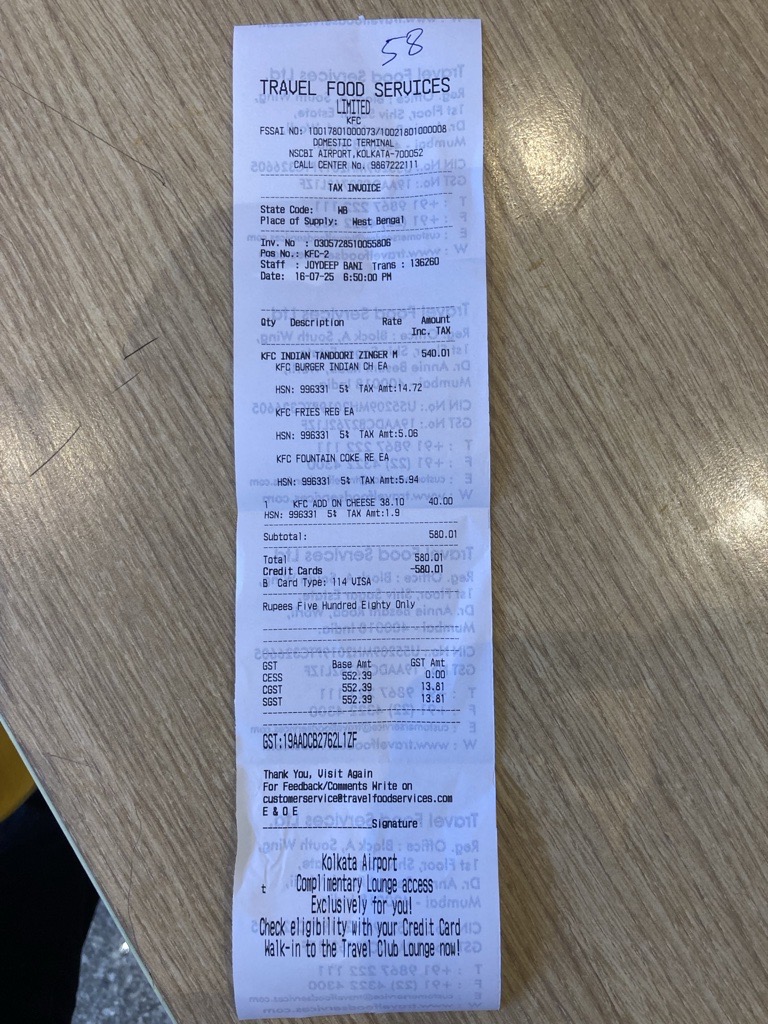 58
TRAVEL FOOD SERVICES
LIMITED
KFC
FSSAI NO: 10017801000073/10021801000008
DOMESTIC TERMINAL
NSCBI AIRPORT,KOLKATA-700052
CALL CENTER No. 9867222111
TAX INVOICE
State Code: WB
Place of Supply: West Bengal
Inv. No : 0305728510055806
Pos No.: KFC-2
Staff : JOYDEEP BANI Trans : 136260
Date: 16-07-25 6:50:00 PM
Qty Description Rate Amount
Inc. TAX
KFC INDIAN TANDOORI ZINGER M 540.01
KFC BURGER INDIAN CH EA
HSN: 996331 5% TAX Amt:14.72
KFC FRIES REG EA
HSN: 996331 5% TAX Amt:5.06
KFC FOUNTAIN COKE RE EA
HSN: 996331 5% TAX Amt:5.94
1 KFC ADD ON CHEESE 38.10 40.00
HSN: 996331 5% TAX Amt:1.9
Subtotal: 580.01
Total 580.01
Credit Cards -580.01
B Card Type: 114 VISA
Rupees Five Hundred Eighty Only
GST Base Amt GST Amt
CESS 552.39 0.00
CGST 552.39 13.81
SGST 552.39 13.81
GST:19AADCB2762L1ZF
Thank You, Visit Again
For Feedback/Comments Write on
customerservice@travelfoodservices.com
E & O E
Signature
Kolkata Airport
t Complimentary Lounge access
Exclusively for you!
Check eligibility with your Credit Card
Walk-in to the Travel Club Lounge now!